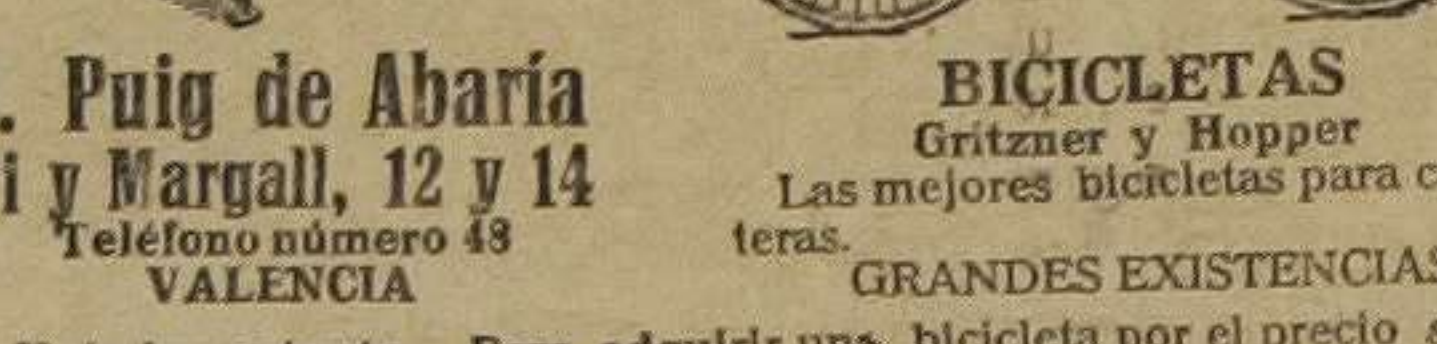 . Puig de Abaría
i y Margall, 12 y 14
Teléfono número 48
VALENCIA
BICICLETAS
Gritzner y Hopper
Las mejores bicicletas para c
teras.
GRANDES EXISTENCIAS
una bicicleta por el precio